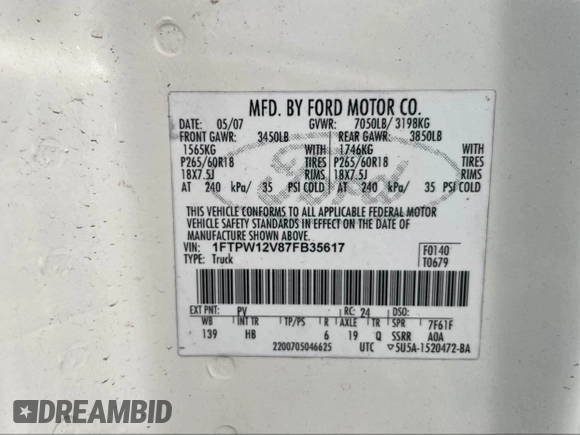 MFD. BY FORD MOTOR CO.
DATE: 05/07 GVWR: 7050LB/ 3198KG
FRONT GAWR: 3450LB REAR GAWR: 3850LB
1565KG WITH 1746KG WITH
P265/60R18 TIRES P265/60R18 TIRES
18X7.5J RIMS 18X7.5J RIMS
AT 240 kPa/ 35 PSI COLD AT 240 kPa/ 35 PSI COLD
THIS VEHICLE CONFORMS TO ALL APPLICABLE FEDERAL MOTOR
VEHICLE SAFETY STANDARDS IN EFFECT ON THE DATE OF
MANUFACTURE SHOWN ABOVE.
VIN: 1FTPW12V87FB35617 F0140
TYPE: Truck T0679
EXT PNT: PV RC: 24 DSO:
WB INT TR TP/PS R AXLE TR SPR 7F61F
139 HB 6 19 Q SSRR AOA
2200705046625 UTC 5U5A-1520472-BA
Ford
DREAMBID